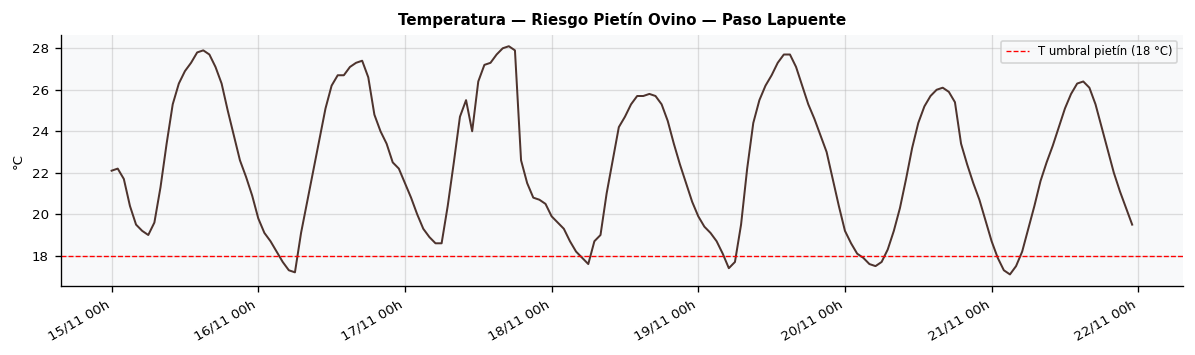 Temperatura — Riesgo Pietín Ovino — Paso Lapuente
T umbral pietín (18 °C)
°C
28
26
24
22
20
18
15/11 00h
16/11 00h
17/11 00h
18/11 00h
19/11 00h
20/11 00h
21/11 00h
22/11 00h